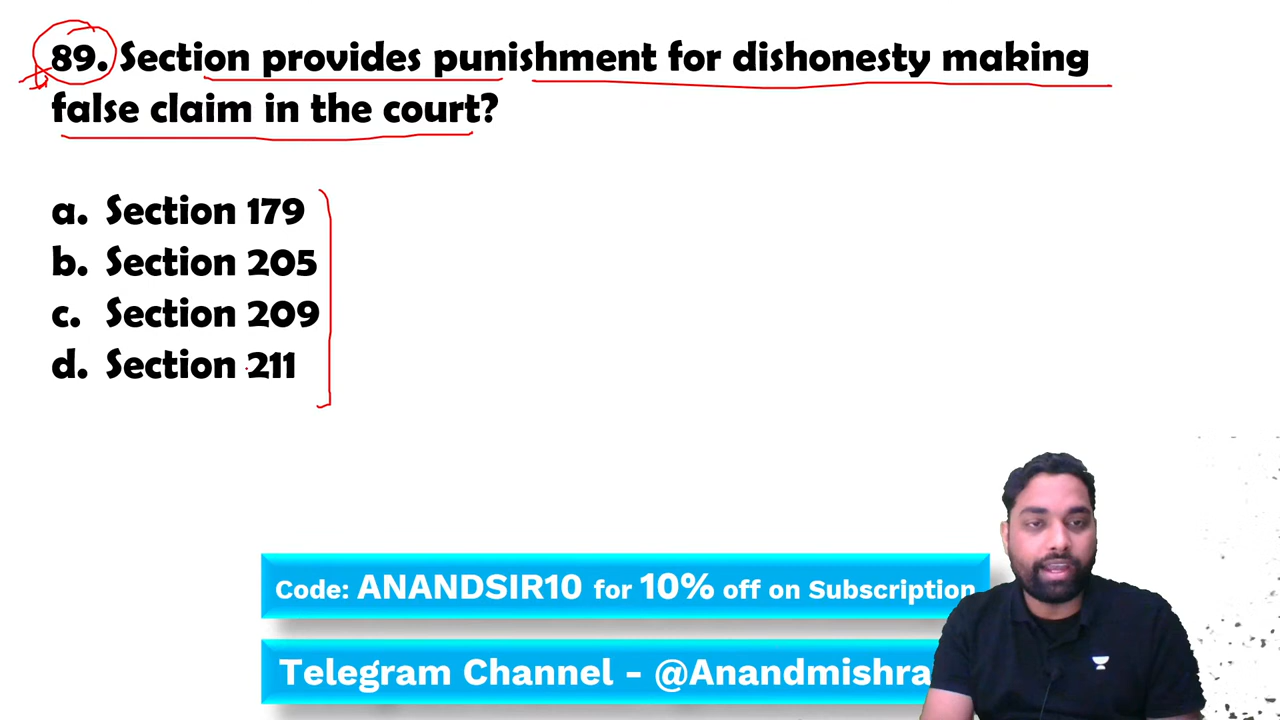 89. Section provides punishment for dishonesty making
false claim in the court?
a. Section 179
b. Section 205
c. Section 209
d. Section 211
Code: ANANDSIR10 for 10% off on Subscription
Telegram Channel - @Anandmishra